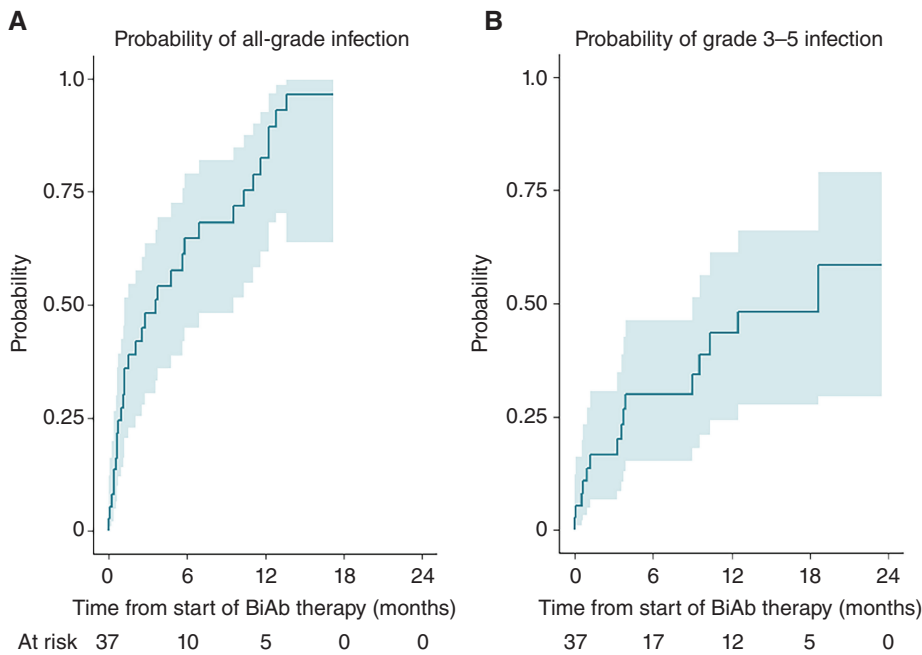 A
Probability of all-grade infection
1.0
0.75
0.50
0.25
0
Probability
0 6 12 18 24
Time from start of BiAb therapy (months)
At risk 37 10 5 0 0
B
Probability of grade 3–5 infection
1.0
0.75
0.50
0.25
0
Probability
0 6 12 18 24
Time from start of BiAb therapy (months)
37 17 12 5 0